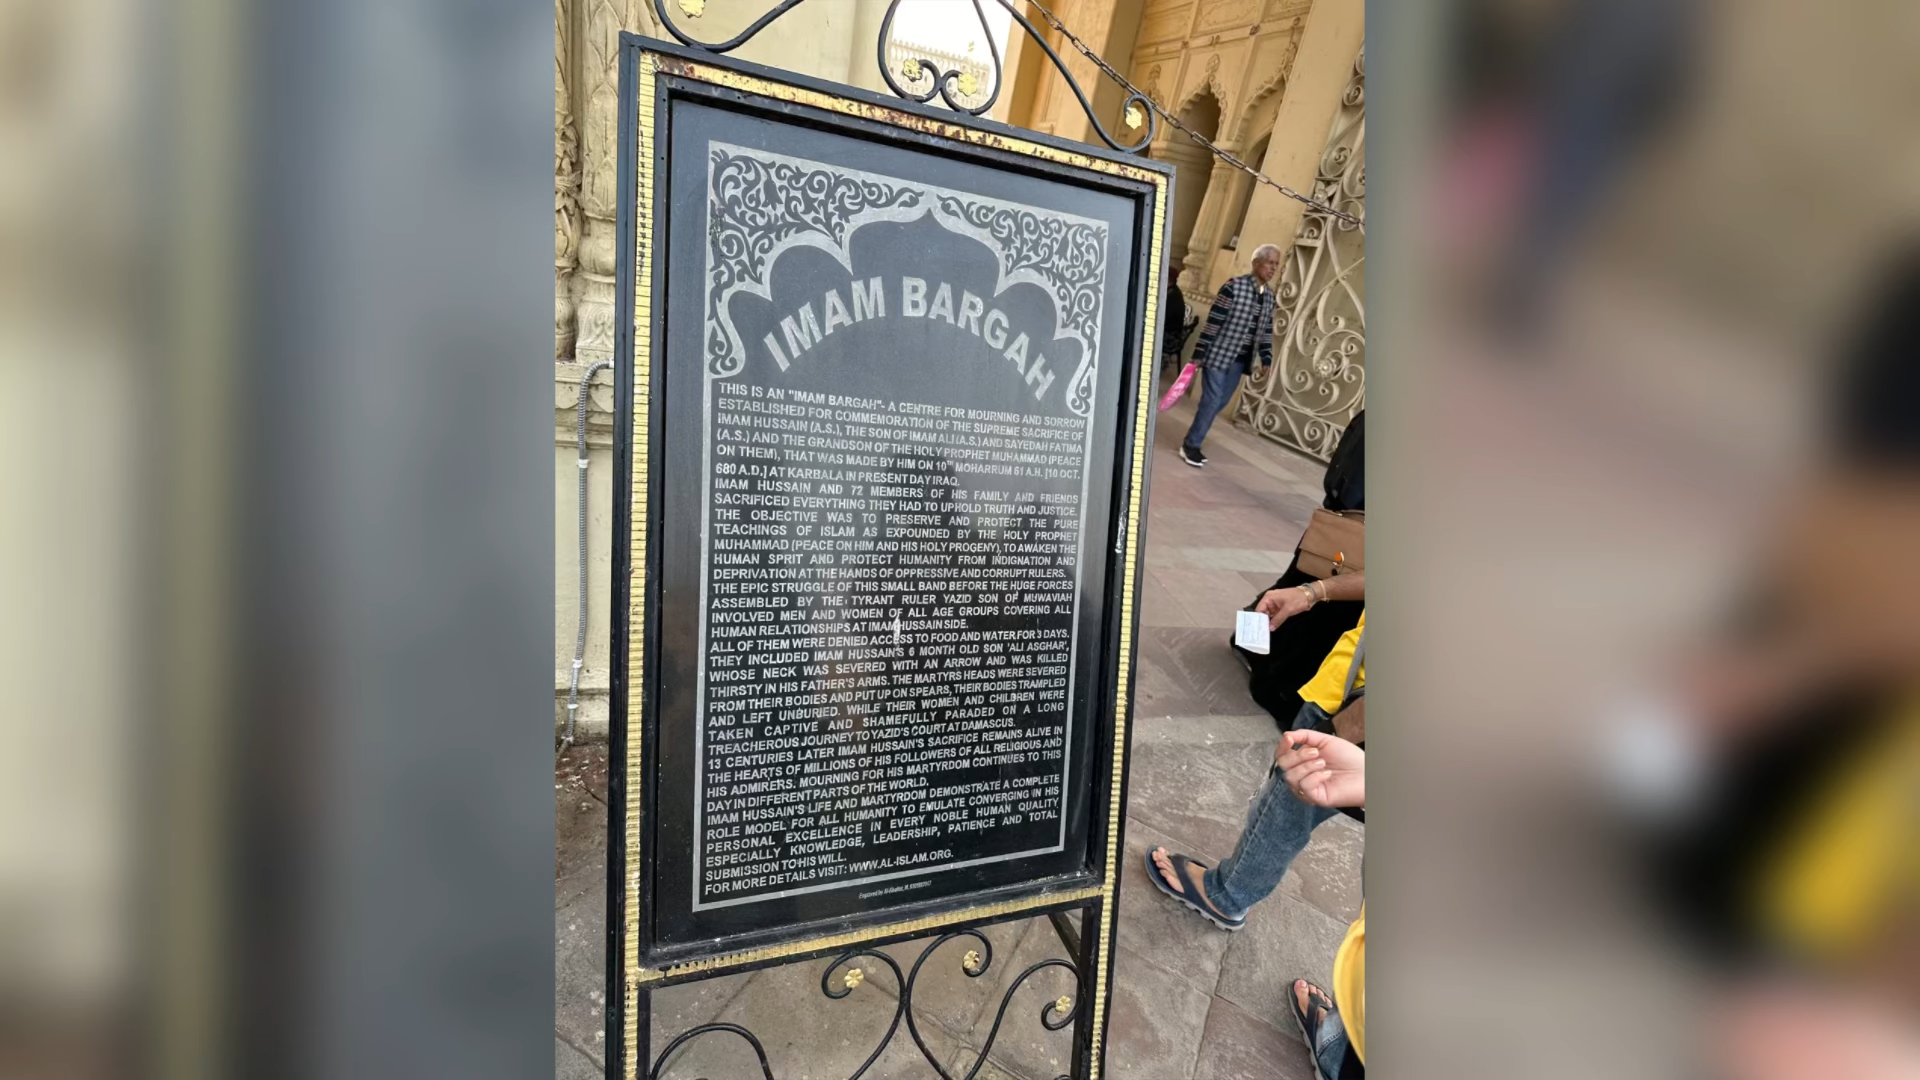 IMAM BARGAH
THIS IS AN "IMAM BARGAH"- A CENTRE FOR MOURNING AND SORROW
ESTABLISHED FOR COMMEMORATION OF THE SUPREME SACRIFICE OF
IMAM HUSSAIN (A.S.), THE SON OF IMAM ALI (A.S.) AND SAYEDAH FATIMA
(A.S.) AND THE GRANDSON OF THE HOLY PROPHET MUHAMMAD (PEACE
ON THEM), THAT WAS MADE BY HIM ON 10TH MOHARRUM 61 A.H. [10 OCT.
680 A.D.] AT KARBALA IN PRESENT DAY IRAQ.
IMAM HUSSAIN AND 72 MEMBERS OF HIS FAMILY AND FRIENDS
SACRIFICED EVERYTHING THEY HAD TO UPHOLD TRUTH AND JUSTICE.
THE OBJECTIVE WAS TO PRESERVE AND PROTECT THE PURE
TEACHINGS OF ISLAM AS EXPOUNDED BY THE HOLY PROPHET
MUHAMMAD (PEACE ON HIM AND HIS HOLY PROGENY), TO AWAKEN THE
HUMAN SPRIT AND PROTECT HUMANITY FROM INDIGNATION AND
DEPRIVATION AT THE HANDS OF OPPRESSIVE AND CORRUPT RULERS.
THE EPIC STRUGGLE OF THIS SMALL BAND BEFORE THE HUGE FORCES
ASSEMBLED BY THE TYRANT RULER YAZID SON OF MUWAVIAH
INVOLVED MEN AND WOMEN OF ALL AGE GROUPS COVERING ALL
HUMAN RELATIONSHIPS AT IMAM HUSSAIN SIDE.
ALL OF THEM WERE DENIED ACCESS TO FOOD AND WATER FOR 3 DAYS.
THEY INCLUDED IMAM HUSSAIN'S 6 MONTH OLD SON 'ALI ASGHAR',
WHOSE NECK WAS SEVERED WITH AN ARROW AND WAS KILLED
THIRSTY IN HIS FATHER'S ARMS. THE MARTYRS HEADS WERE SEVERED
FROM THEIR BODIES AND PUT UP ON SPEARS, THEIR BODIES TRAMPLED
AND LEFT UNBURIED. WHILE THEIR WOMEN AND CHILDREN WERE
TAKEN CAPTIVE AND SHAMEFULLY PARADED ON A LONG
TREACHEROUS JOURNEY TO YAZID'S COURT AT DAMASCUS.
13 CENTURIES LATER IMAM HUSSAIN'S SACRIFICE REMAINS ALIVE IN
THE HEARTS OF MILLIONS OF HIS FOLLOWERS OF ALL RELIGIOUS AND
HIS ADMIRERS. MOURNING FOR HIS MARTYRDOM CONTINUES TO THIS
DAY IN DIFFERENT PARTS OF THE WORLD.
IMAM HUSSAIN'S LIFE AND MARTYRDOM DEMONSTRATE A COMPLETE
ROLE MODEL FOR ALL HUMANITY TO EMULATE CONVERGING IN HIS
PERSONAL EXCELLENCE IN EVERY NOBLE HUMAN QUALITY
ESPECIALLY KNOWLEDGE, LEADERSHIP, PATIENCE AND TOTAL
SUBMISSION TO HIS WILL.
FOR MORE DETAILS VISIT: WWW.AL-ISLAM.ORG.
Engraved by